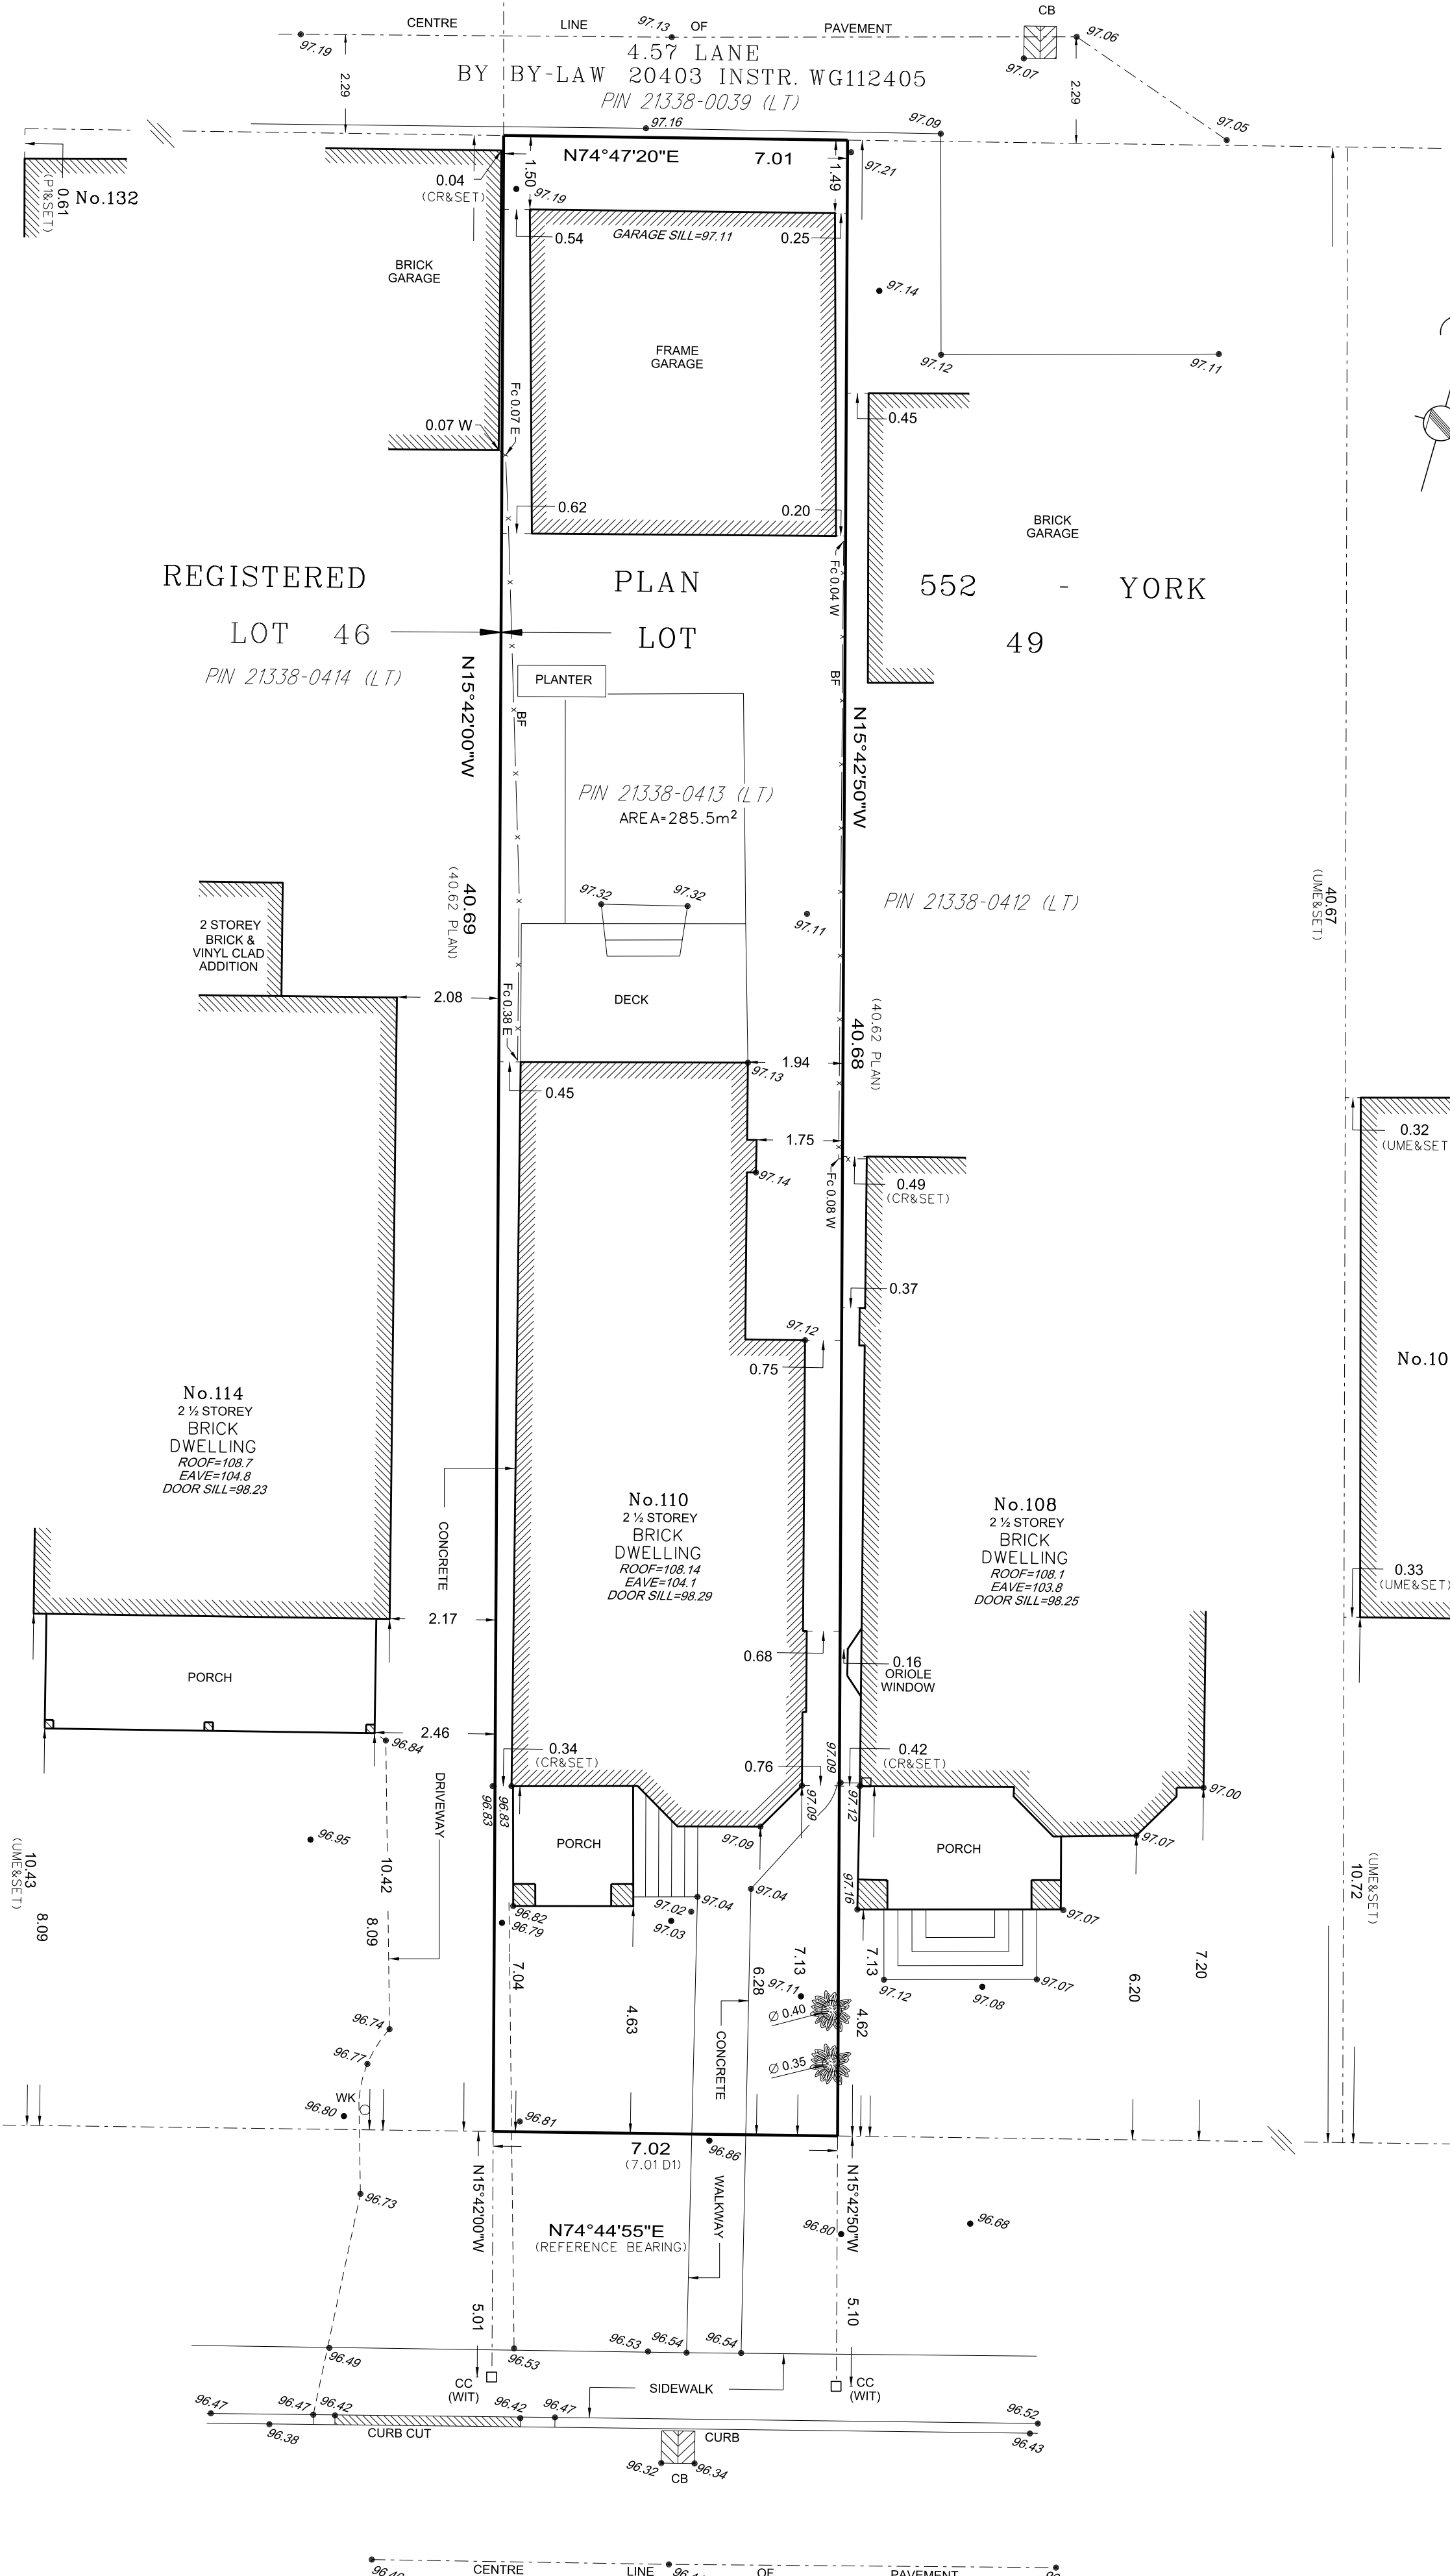 CENTRE LINE 97.13 OF PAVEMENT
CB
97.19
97.06
97.07
2.29
2.29
4.57 LANE
BY BY-LAW 20403 INSTR. WG112405
PIN 21338-0039 (LT)
97.16
97.09
97.05
0.61
(P1&SET)
No.132
0.04
(CR&SET)
1.50
N74°47'20"E 7.01
1.49
97.21
97.19
0.54
GARAGE SILL=97.11
0.25
BRICK
GARAGE
97.14
FRAME
GARAGE
97.12
97.11
Fc 0.07 E
0.07 W
0.45
0.62
0.20
BRICK
GARAGE
Fc 0.04 W
REGISTERED PLAN 552 - YORK
LOT 46
LOT 49
PIN 21338-0414 (LT)
N15°42'00"W
PLANTER
BF
BF
N15°42'50"W
PIN 21338-0413 (LT)
AREA=285.5m²
40.69
(40.62 PLAN)
97.32
97.32
97.11
PIN 21338-0412 (LT)
40.67
(UME&SET)
2 STOREY
BRICK &
VINYL CLAD
ADDITION
2.08
Fc 0.38 E
DECK
40.68
(40.62 PLAN)
1.94
97.13
0.45
1.75
97.14
Fc 0.08 W
0.49
(CR&SET)
0.32
(UME&SET
0.37
97.12
0.75
No.10
No.114
2 ½ STOREY
BRICK
DWELLING
ROOF=108.7
EAVE=104.8
DOOR SILL=98.23
CONCRETE
No.110
2 ½ STOREY
BRICK
DWELLING
ROOF=108.14
EAVE=104.1
DOOR SILL=98.29
No.108
2 ½ STOREY
BRICK
DWELLING
ROOF=108.1
EAVE=103.8
DOOR SILL=98.25
0.33
(UME&SET)
2.17
PORCH
0.68
0.16
ORIOLE
WINDOW
2.46
96.84
0.34
(CR&SET)
0.76
97.09
0.42
(CR&SET)
DRIVEWAY
96.83
96.83
97.09
97.12
97.00
96.95
PORCH
97.09
PORCH
97.07
10.43
(UME&SET)
8.09
10.42
8.09
96.82
96.79
97.02
97.04
97.03
97.04
97.16
97.07
10.72
(UME&SET)
7.04
4.63
6.28
7.13
97.11
7.13
4.62
97.12
97.08
97.07
6.20
7.20
Ø 0.40
CONCRETE
Ø 0.35
96.74
96.77
WK
96.80
96.81
7.02
(7.01 D1)
96.86
N15°42'00"W
WALKWAY
N15°42'50"W
96.73
N74°44'55"E
(REFERENCE BEARING)
96.80
96.68
5.01
5.10
96.49
96.53
96.53
96.54
96.54
CC
(WIT)
SIDEWALK
CC
(WIT)
96.47
96.47
96.42
96.42
96.47
96.52
96.38
CURB CUT
CURB
96.43
96.32
96.34
CB
CENTRE LINE OF PAVEMENT